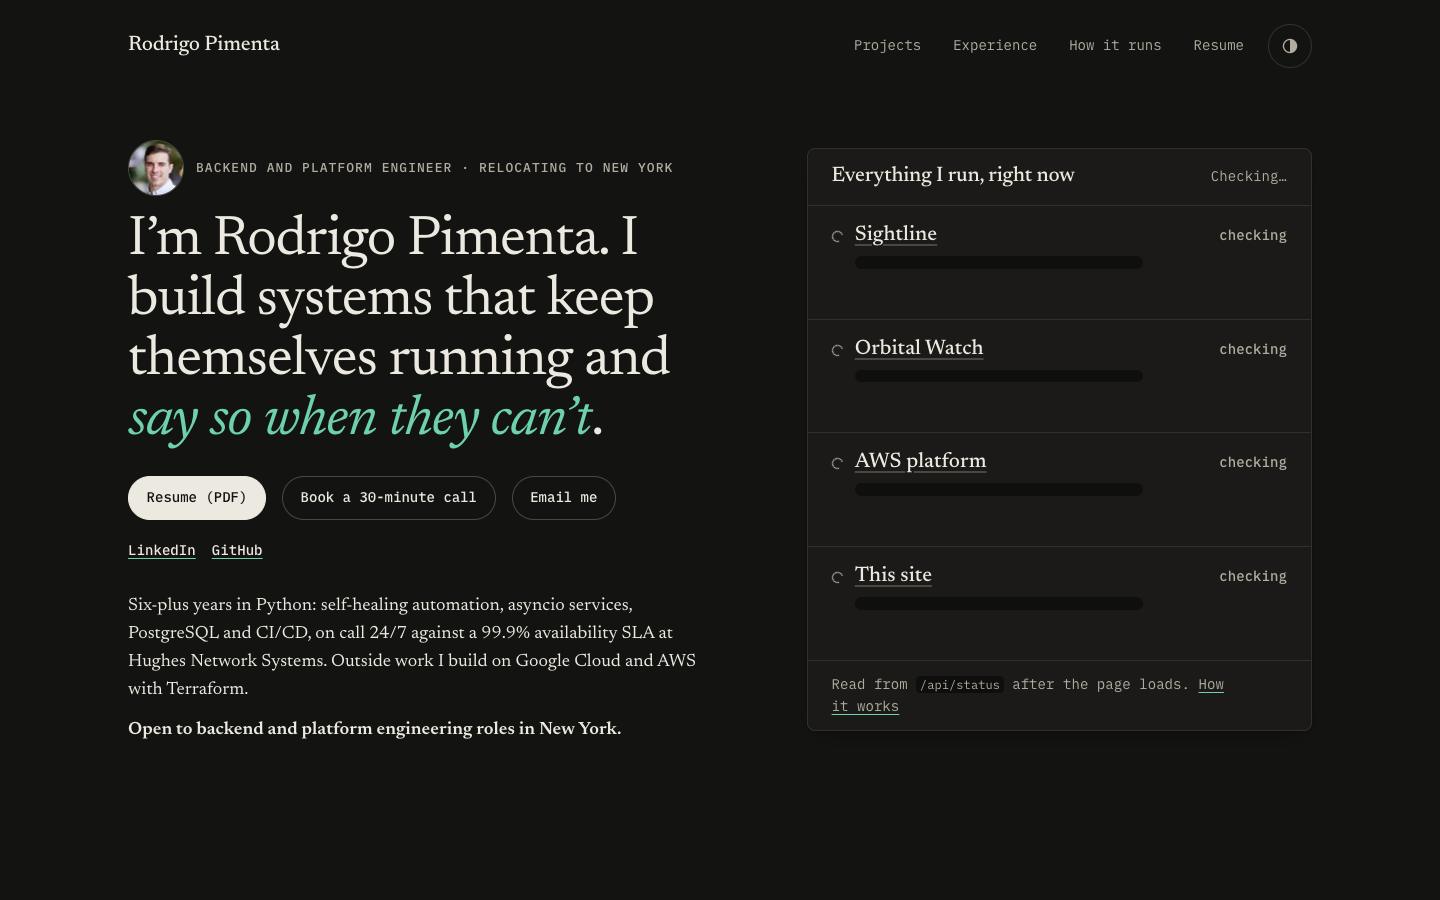 Rodrigo Pimenta
Projects
Experience
How it runs
Resume
BACKEND AND PLATFORM ENGINEER · RELOCATING TO NEW YORK
I’m Rodrigo Pimenta. I
build systems that keep
themselves running and
say so when they can’t.
Resume (PDF)
Book a 30-minute call
Email me
LinkedIn
GitHub
Six-plus years in Python: self-healing automation, asyncio services,
PostgreSQL and CI/CD, on call 24/7 against a 99.9% availability SLA at
Hughes Network Systems. Outside work I build on Google Cloud and AWS
with Terraform.
Open to backend and platform engineering roles in New York.
Everything I run, right now
Checking…
Sightline
checking
Orbital Watch
checking
AWS platform
checking
This site
checking
Read from /api/status after the page loads. How
it works